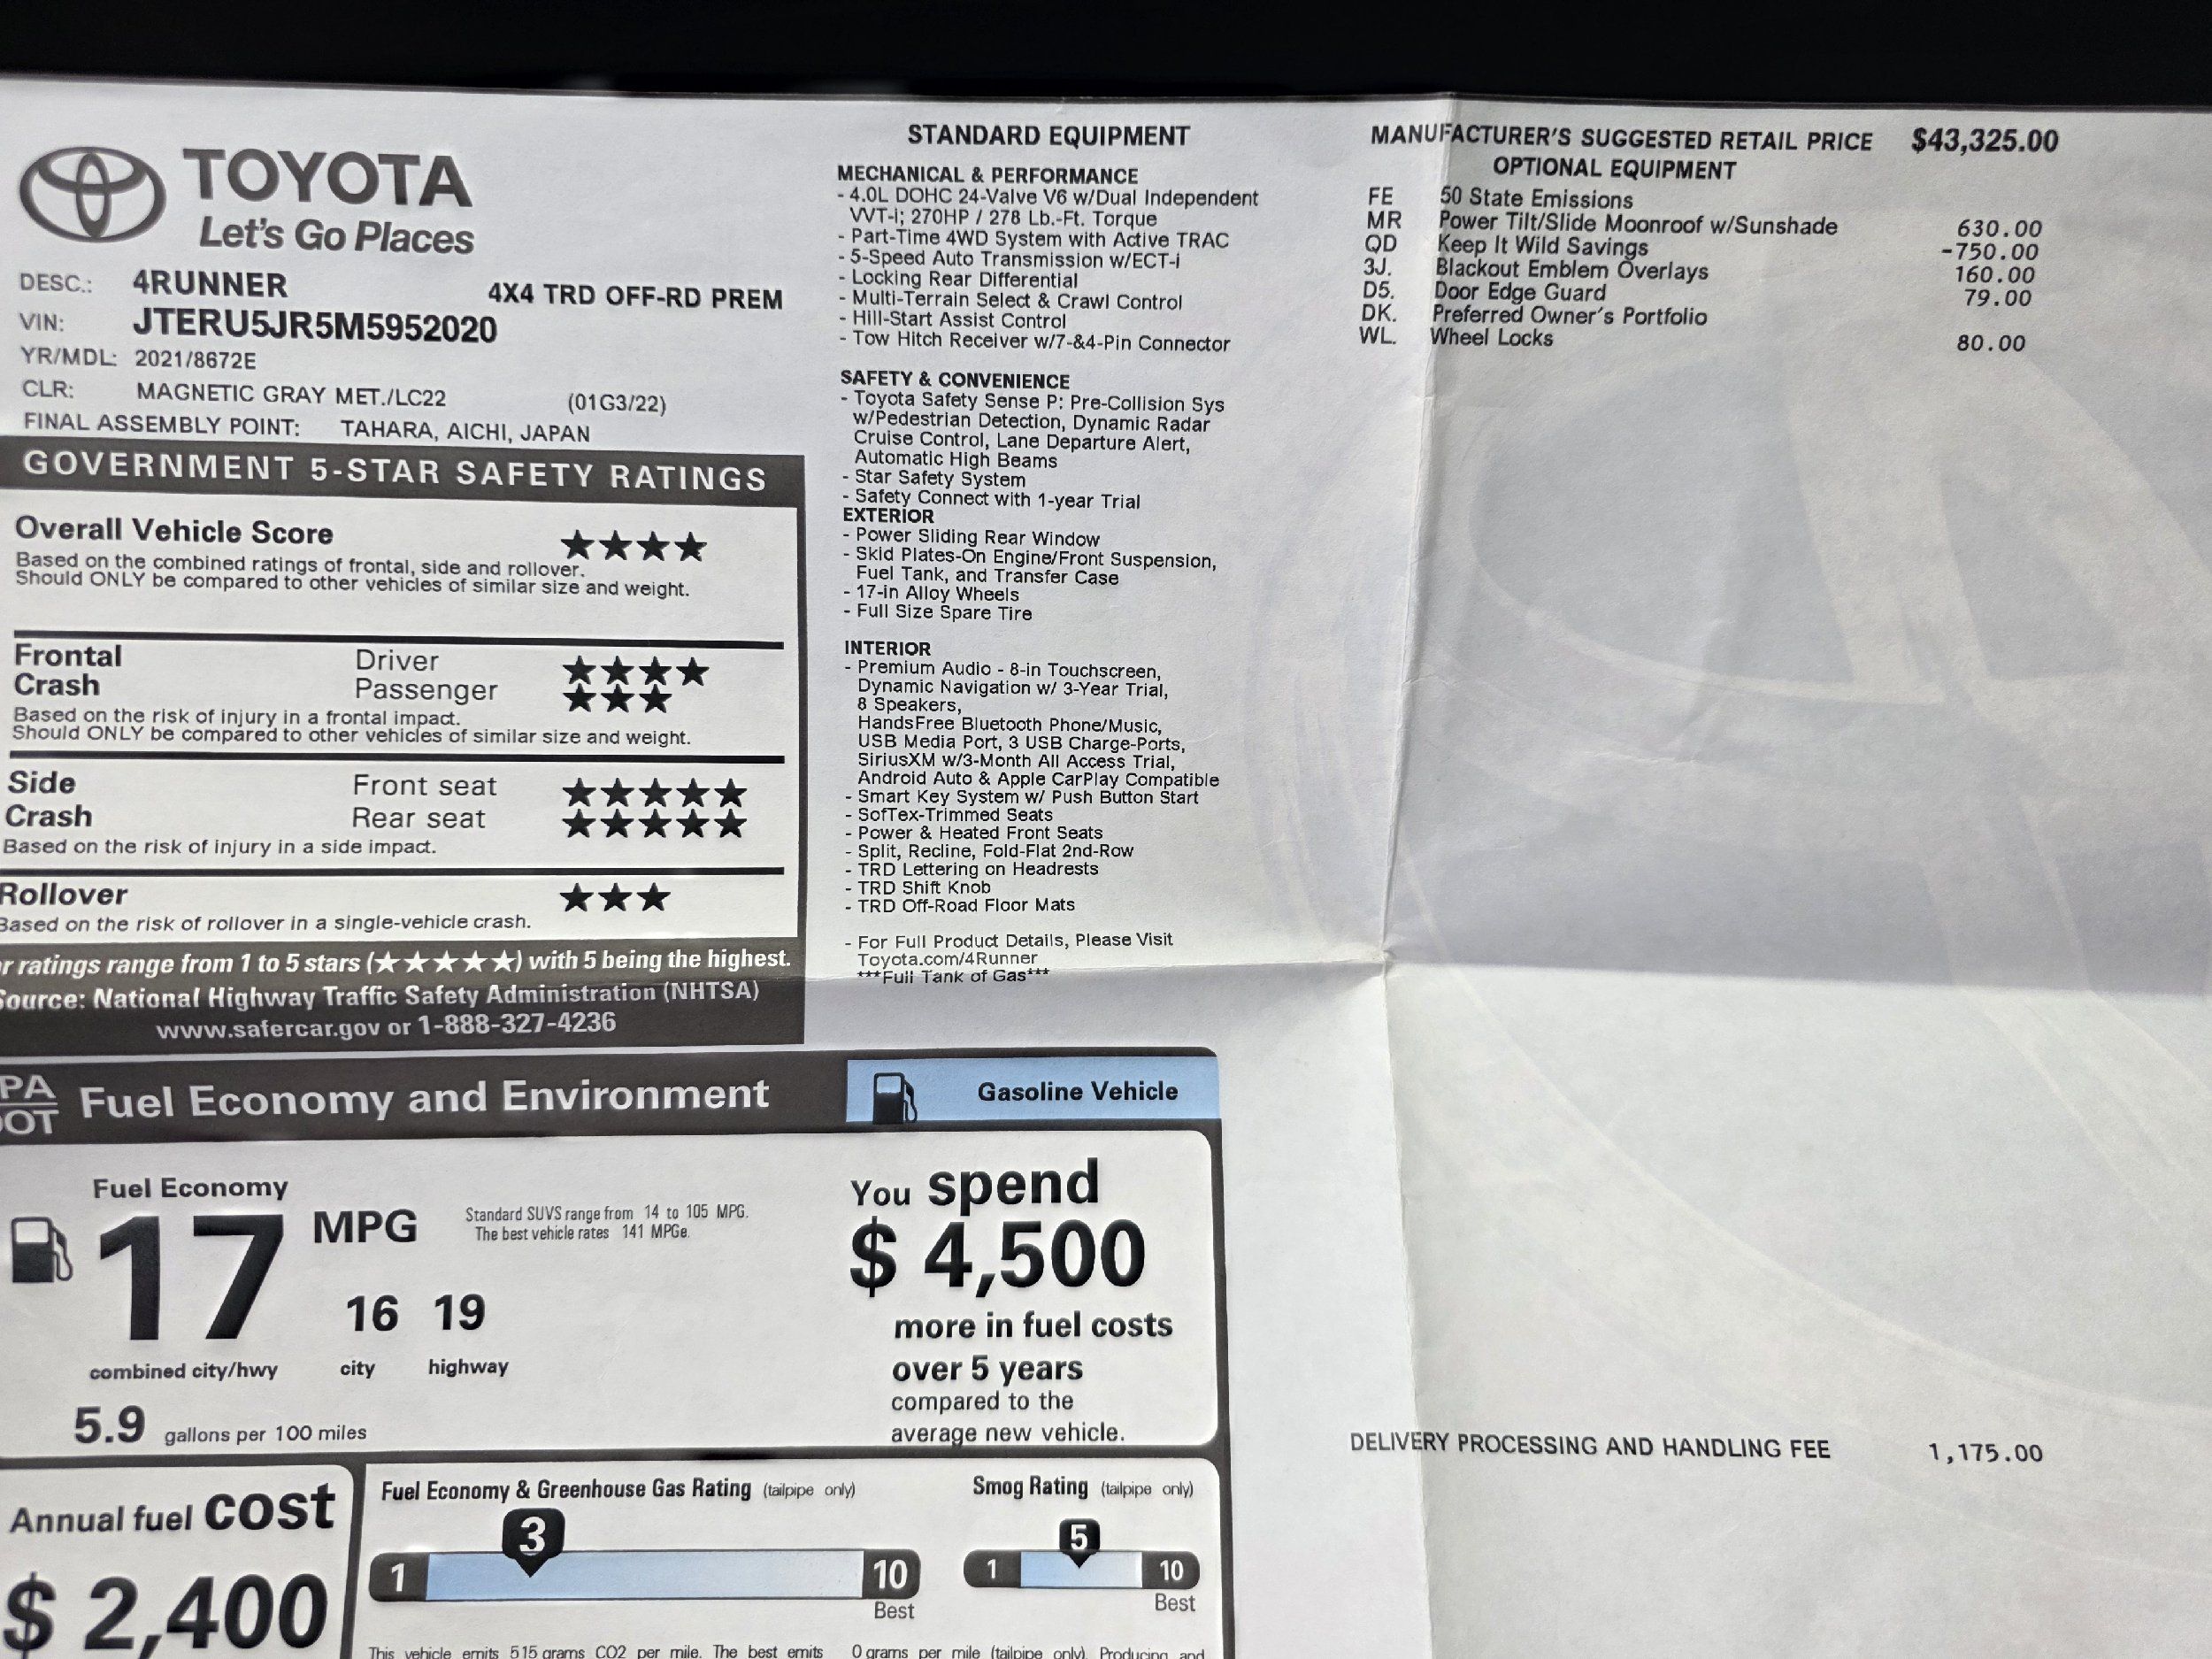 TOYOTA
Let's Go Places
DESC.: 4RUNNER 4X4 TRD OFF-RD PREM
VIN: JTERU5JR5M5952020
YR/MDL: 2021/8672E
CLR: MAGNETIC GRAY MET./LC22 (01G3/22)
FINAL ASSEMBLY POINT: TAHARA, AICHI, JAPAN
GOVERNMENT 5-STAR SAFETY RATINGS
Overall Vehicle Score ★★★★
Based on the combined ratings of frontal, side and rollover.
Should ONLY be compared to other vehicles of similar size and weight.
Frontal Driver ★★★★
Crash Passenger ★★★
Based on the risk of injury in a frontal impact.
Should ONLY be compared to other vehicles of similar size and weight.
Side Front seat ★★★★★
Crash Rear seat ★★★★★
Based on the risk of injury in a side impact.
Rollover ★★★
Based on the risk of rollover in a single-vehicle crash.
r ratings range from 1 to 5 stars (★★★★★) with 5 being the highest.
Source: National Highway Traffic Safety Administration (NHTSA)
www.safercar.gov or 1-888-327-4236
STANDARD EQUIPMENT
MECHANICAL & PERFORMANCE
- 4.0L DOHC 24-Valve V6 w/Dual Independent
VVT-i; 270HP / 278 Lb.-Ft. Torque
- Part-Time 4WD System with Active TRAC
- 5-Speed Auto Transmission w/ECT-i
- Locking Rear Differential
- Multi-Terrain Select & Crawl Control
- Hill-Start Assist Control
- Tow Hitch Receiver w/7-&4-Pin Connector
SAFETY & CONVENIENCE
- Toyota Safety Sense P: Pre-Collision Sys
w/Pedestrian Detection, Dynamic Radar
Cruise Control, Lane Departure Alert,
Automatic High Beams
- Star Safety System
- Safety Connect with 1-year Trial
EXTERIOR
- Power Sliding Rear Window
- Skid Plates-On Engine/Front Suspension,
Fuel Tank, and Transfer Case
- 17-in Alloy Wheels
- Full Size Spare Tire
INTERIOR
- Premium Audio - 8-in Touchscreen,
Dynamic Navigation w/ 3-Year Trial,
8 Speakers,
HandsFree Bluetooth Phone/Music,
USB Media Port, 3 USB Charge-Ports,
SiriusXM w/3-Month All Access Trial,
Android Auto & Apple CarPlay Compatible
- Smart Key System w/ Push Button Start
- SofTex-Trimmed Seats
- Power & Heated Front Seats
- Split, Recline, Fold-Flat 2nd-Row
- TRD Lettering on Headrests
- TRD Shift Knob
- TRD Off-Road Floor Mats
- For Full Product Details, Please Visit
Toyota.com/4Runner
***Full Tank of Gas***
MANUFACTURER'S SUGGESTED RETAIL PRICE $43,325.00
OPTIONAL EQUIPMENT
FE 50 State Emissions
MR Power Tilt/Slide Moonroof w/Sunshade 630.00
QD Keep It Wild Savings -750.00
3J. Blackout Emblem Overlays 160.00
D5. Door Edge Guard 79.00
DK. Preferred Owner's Portfolio
WL. Wheel Locks 80.00
DELIVERY PROCESSING AND HANDLING FEE 1,175.00
PA
OT
Fuel Economy and Environment
Gasoline Vehicle
Fuel Economy
17 MPG
Standard SUVS range from 14 to 105 MPG.
The best vehicle rates 141 MPGe.
16 19
combined city/hwy city highway
5.9 gallons per 100 miles
You spend
$ 4,500
more in fuel costs
over 5 years
compared to the
average new vehicle.
Annual fuel cost
$ 2,400
Fuel Economy & Greenhouse Gas Rating (tailpipe only)
3
1 10
Best
Smog Rating (tailpipe only)
5
1 10
Best
This vehicle emits 515 grams CO2 per mile. The best emits 0 grams per mile (tailpipe only). Producing and